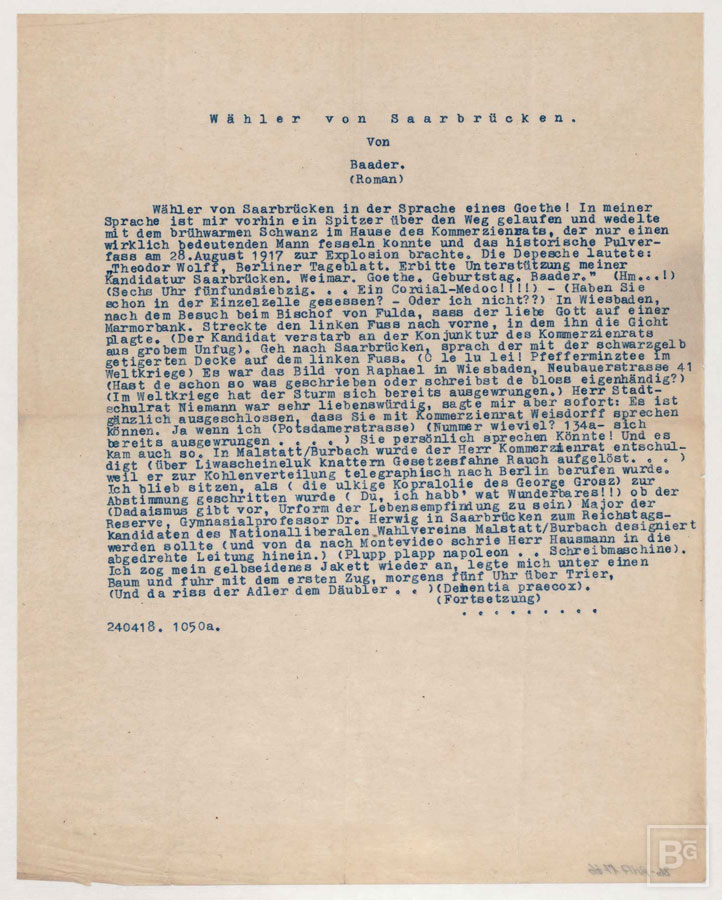 Wähler von Saarbrücken.
Von
Baader.
(Roman)
Wähler von Saarbrücken in der Sprache eines Goethe! In meiner
Sprache ist mir vorhin ein Spitzer über den Weg gelaufen und wedelte
mit dem brühwarmen Schwanz im Hause des Kommerzienrats, der nur einen
wirklich bedeutenden Mann fesseln konnte und das historische Pulver-
fass am 28.August 1917 zur Explosion brachte. Die Depesche lautete:
"Theodor Wolff, Berliner Tageblatt. Erbitte Unterstützung meiner
Kandidatur Saarbrücken. Weimar. Goethe. Geburtstag. Baader." (Hm...!)
(Sechs Uhr fünfundsiebzig. . . Ein Cordial-Medoc!!!!) - (Haben Sie
schon in der Einzelzelle gesessen? - Oder ich nicht??) In Wiesbaden,
nach dem Besuch beim Bischof von Fulda, sass der liebe Gott auf einer
Marmorbank. Streckte den linken Fuss nach vorne, in dem ihn die Gicht
plagte. (Der Kandidat verstarb an der Konjunktur des Kommerzienrats
aus grobem Unfug). Geh nach Saarbrücken, sprach der mit der schwarzgelb
getigerten Decke auf dem linken Fuss. (O le lu lei! Pfefferminztee im
Weltkriege) Es war das Bild von Raphael in Wiesbaden, Neubauerstrasse 41
(Hast de schon so was geschrieben oder schreibst de bloss eigenhändig?)
(Im Weltkriege hat der Sturm sich bereits ausgewrungen.) Herr Stadt-
schulrat Niemann war sehr liebenswürdig, sagte mir aber sofort: Es ist
gänzlich ausgeschlossen, dass Sie mit Kommerzienrat Weisdorff sprechen
können. Ja wenn ich (Potsdamerstrasse) (Nummer wieviel? 134a- sich
bereits ausgewrungen . . . . ) Sie persönlich sprechen Könnte! Und es
kam auch so. In Malstatt/Burbach wurde der Herr Kommerzienrat entschul-
digt (über Liwascheineluk knattern Gesetzesfahne Rauch aufgelöst. . . )
weil er zur Kohlenverteilung telegraphisch nach Berlin berufen wurde.
Ich blieb sitzen, als ( die ulkige Kopralolie des George Grosz) zur
Abstimmung geschritten wurde ( Du, ich habb' wat Wunderbares!!) ob der
(Dadaismus gibt vor, Urform der Lebensempfindung zu sein) Major der
Reserve, Gymnasialprofessor Dr. Herwig in Saarbrücken zum Reichstags-
Kandidaten des Nationalliberalen Wahlvereins Malstatt/Burbach designiert
werden sollte (und von da nach Montevideo schrie Herr Hausmann in die
abgedrehte Leitung hinein.) (Plupp plapp napoleon . . Schreibmaschine).
Ich zog mein gelbseidenes Jakett wieder an, legte mich unter einen
Baum und fuhr mit dem ersten Zug, morgens fünf Uhr über Trier,
(Und da riss der Adler dem Däubler . . )(Dementia praecox).
(Fortsetzung)
. . . . . . . . .
240418. 1050a.
BG